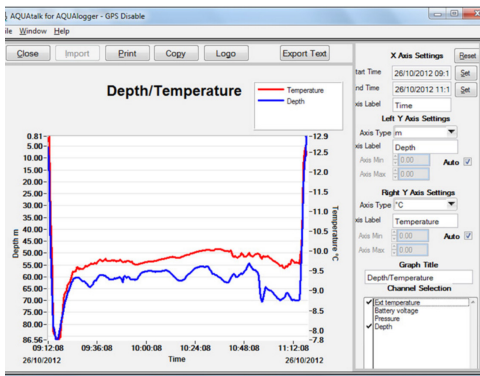 AQUAtalk for AQUAlogger - GPS Disable
ile Window Help
Close Import Print Copy Logo Export Text
Depth/Temperature
Temperature
Depth
0.81
5.00
10.00
15.00
20.00
25.00
30.00
35.00
40.00
45.00
50.00
55.00
60.00
65.00
70.00
75.00
80.00
86.56
Depth m
12.9
12.5
12.0
11.5
11.0
10.5
10.0
9.5
9.0
8.5
8.0
7.8
Temperature °C
09:12:08 09:36:08 10:00:08 10:24:08 10:48:08 11:12:08
26/10/2012 Time 26/10/2012
X Axis Settings Reset
tart Time 26/10/2012 09:1 Set
nd Time 26/10/2012 11:1 Set
xis Label Time
Left Y Axis Settings
Axis Type m
xis Label Depth
Axis Min 0.00 Auto
Axis Max 0.00
Right Y Axis Settings
Axis Type °C
xis Label Temperature
Axis Min 0.00 Auto
Axis Max 0.00
Graph Title
Depth/Temperature
Channel Selection
Ext temperature
Battery voltage
Pressure
Depth